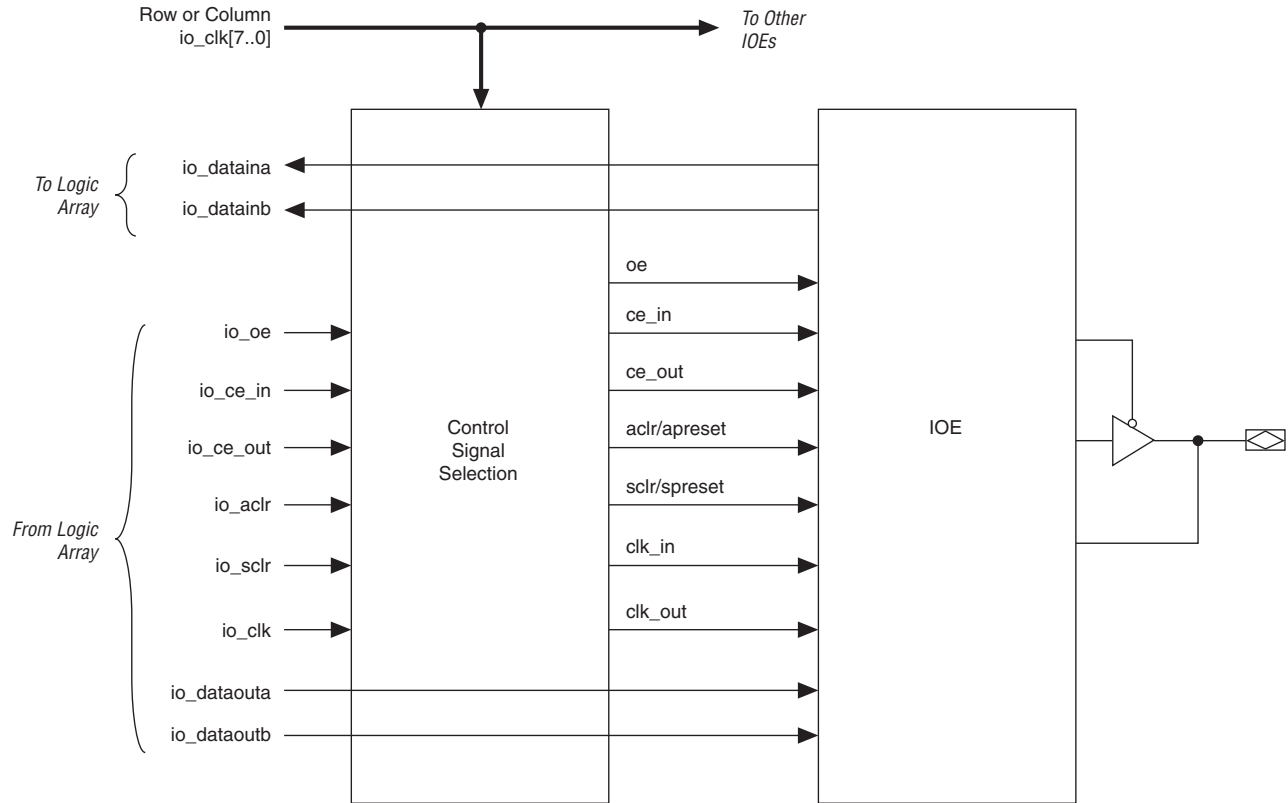 Row or Column
io_clk[7..0]
To Other
IOEs
To Logic
Array
io_dataina
io_datainb
oe
ce_in
ce_out
aclr/apreset
sclr/spreset
clk_in
clk_out
From Logic
Array
io_oe
io_ce_in
io_ce_out
io_aclr
io_sclr
io_clk
io_dataouta
io_dataoutb
Control
Signal
Selection
IOE